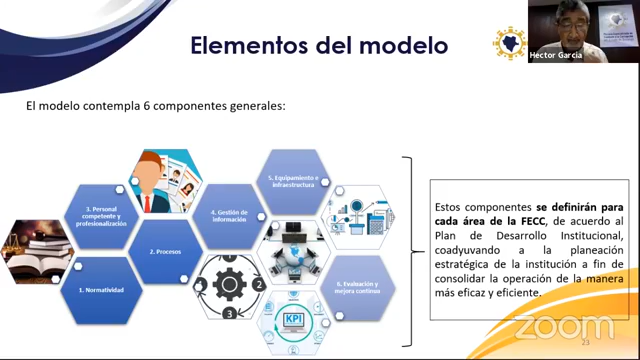 Elementos del modelo
Hector Garcia
El modelo contempla 6 componentes generales:
3. Personal
competente y
profesionalización
5. Equipamiento e
infraestructura
4. Gestión de
información
2. Procesos
1. Normatividad
6. Evaluación y
mejora continua
2
3
KPI
Estos componentes se definirán para
cada área de la FECC, de acuerdo al
Plan de Desarrollo Institucional,
coadyuvando a la planeación
estratégica de la institución a fin de
consolidar la operación de la manera
más eficaz y eficiente.
zoom
23